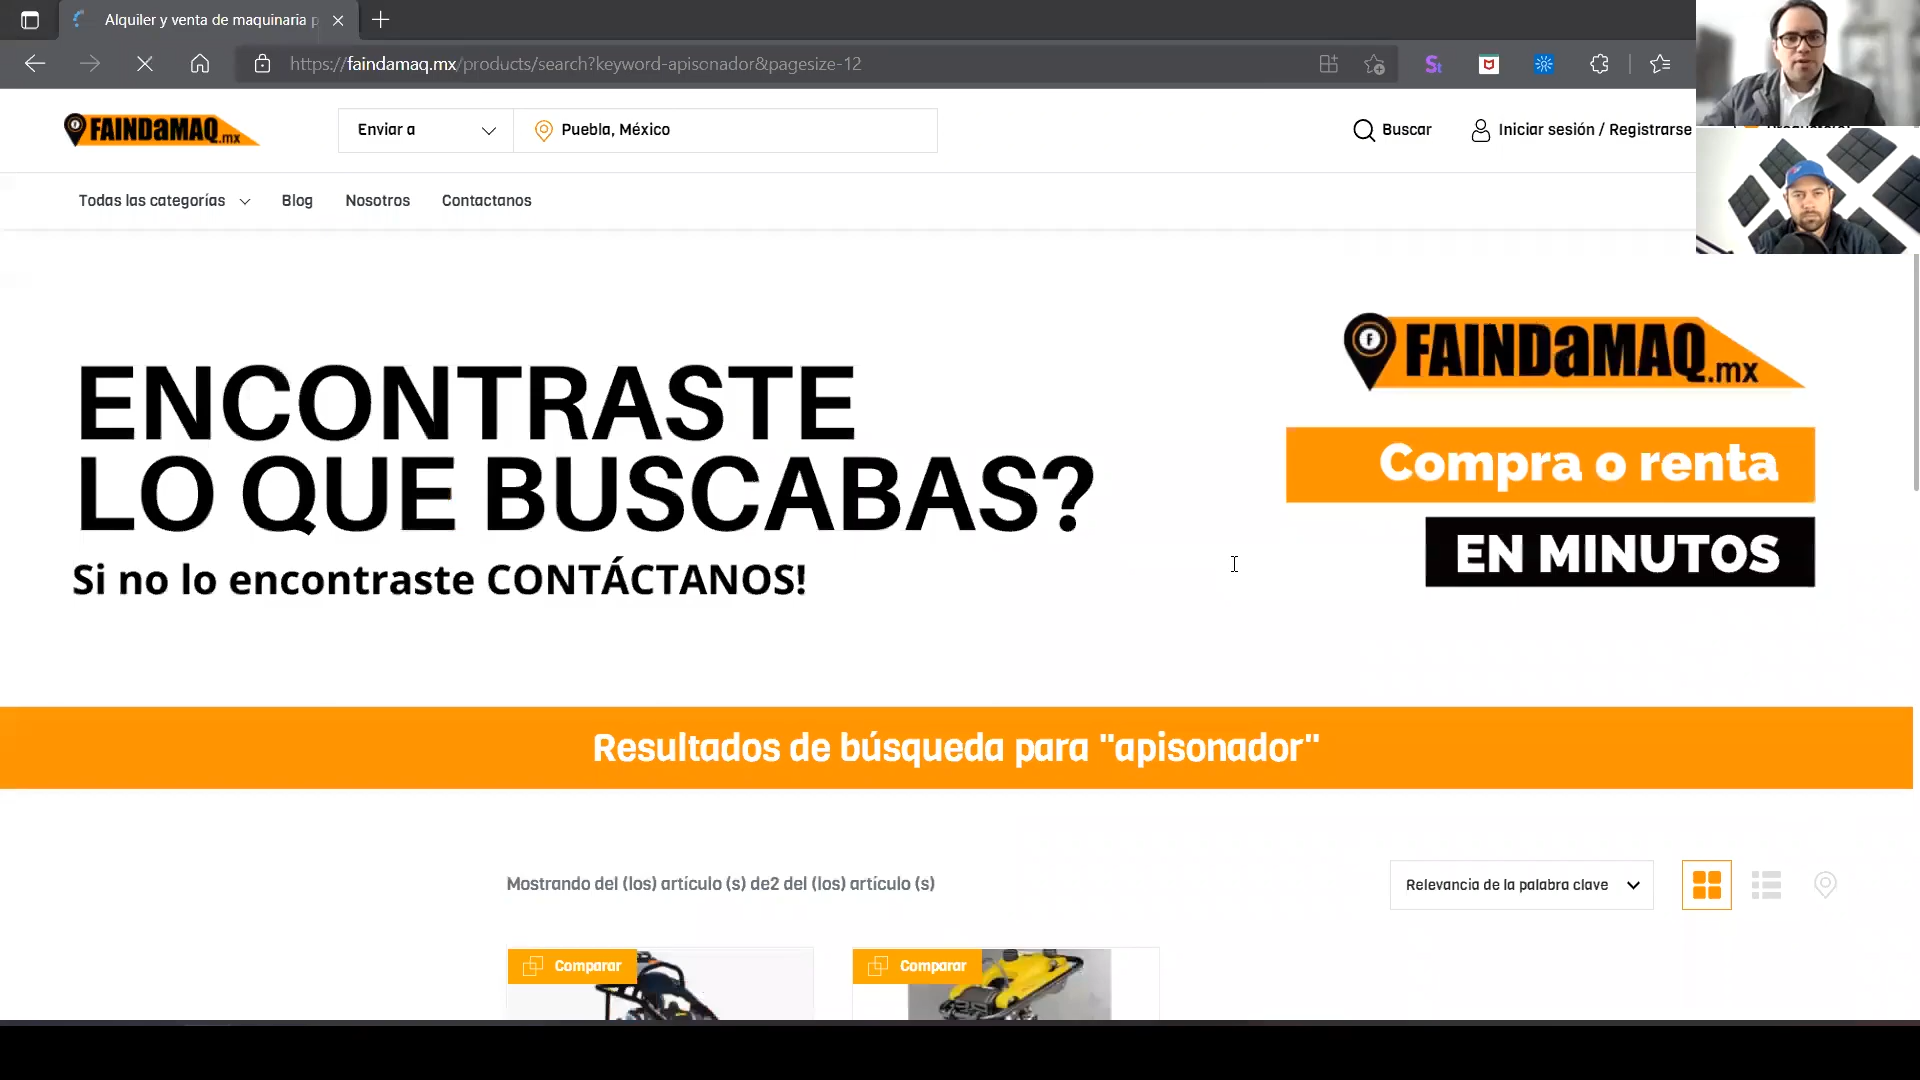 Alquiler y venta de maquinaria p
https://faindamaq.mx/products/search?keyword-apisonador&pagesize-12
FAINDaMAQ.mx
Enviar a
Puebla, México
Buscar
Iniciar sesión / Registrarse
Todas las categorías
Blog
Nosotros
Contactanos
ENCONTRASTE
LO QUE BUSCABAS?
Si no lo encontraste CONTÁCTANOS!
FAINDaMAQ.mx
Compra o renta
EN MINUTOS
Resultados de búsqueda para "apisonador"
Mostrando del (los) artículo (s) de2 del (los) artículo (s)
Relevancia de la palabra clave
Comparar
Comparar